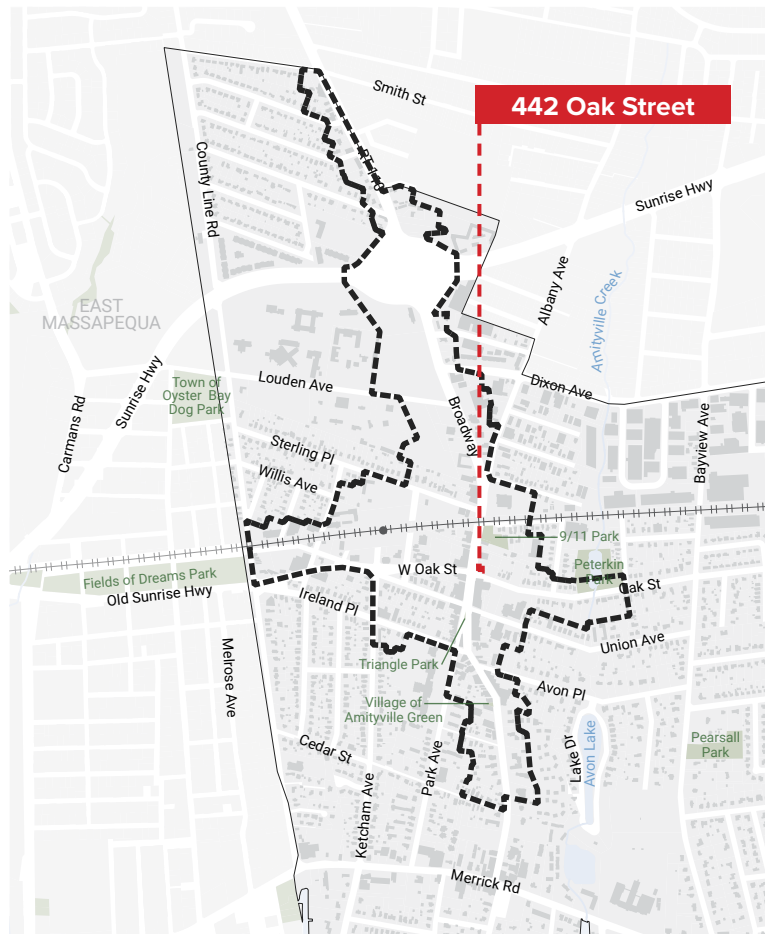 Smith St
442 Oak Street
RT 110
County Line Rd
Sunrise Hwy
Albany Ave
Amityville Creek
EAST
MASSAPEQUA
Sunrise Hwy
Town of
Oyster Bay
Dog Park
Louden Ave
Dixon Ave
Carmans Rd
Broadway
Bayview Ave
Sterling Pl
Willis Ave
9/11 Park
Fields of Dreams Park
W Oak St
Peterkin
Park
Oak St
Old Sunrise Hwy
Ireland Pl
Melrose Ave
Union Ave
Triangle Park
Avon Pl
Village of
Amityville Green
Cedar St
Park Ave
Lake Dr
Avon Lake
Pearsall
Park
Ketcham Ave
Merrick Rd